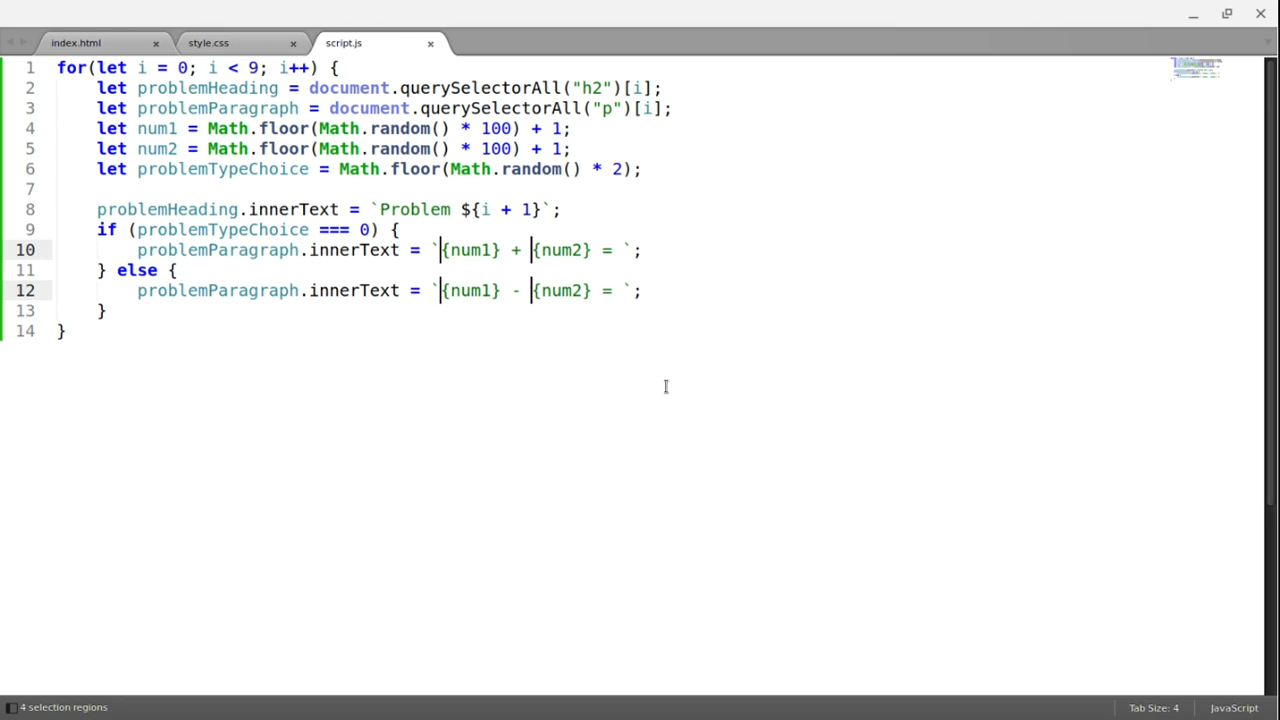 index.html × style.css × script.js ×
1 for(let i = 0; i < 9; i++) {
2     let problemHeading = document.querySelectorAll("h2")[i];
3     let problemParagraph = document.querySelectorAll("p")[i];
4     let num1 = Math.floor(Math.random() * 100) + 1;
5     let num2 = Math.floor(Math.random() * 100) + 1;
6     let problemTypeChoice = Math.floor(Math.random() * 2);
7
8     problemHeading.innerText = `Problem ${i + 1}`;
9     if (problemTypeChoice === 0) {
10         problemParagraph.innerText = `{num1} + {num2} = `;
11     } else {
12         problemParagraph.innerText = `{num1} - {num2} = `;
13     }
14 }
4 selection regions Tab Size: 4 JavaScript